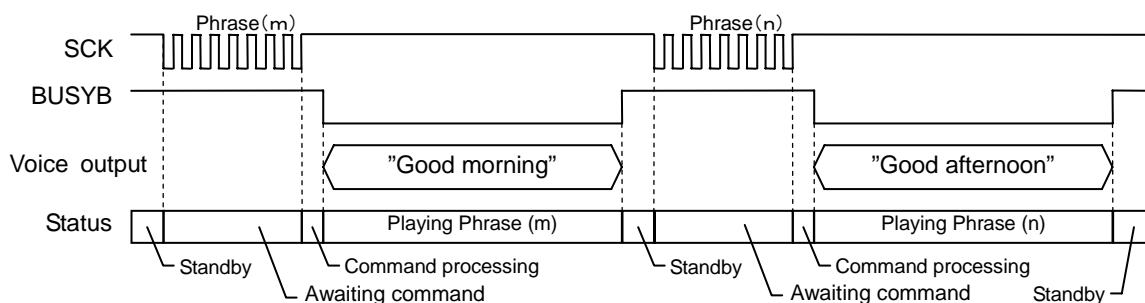 Phrase(m)
Phrase(n)
SCK
BUSYB
Voice output
"Good morning"
"Good afternoon"
Status
Playing Phrase (m)
Playing Phrase (n)
Standby
Command processing
Standby
Command processing
Awaiting command
Awaiting command
Standby